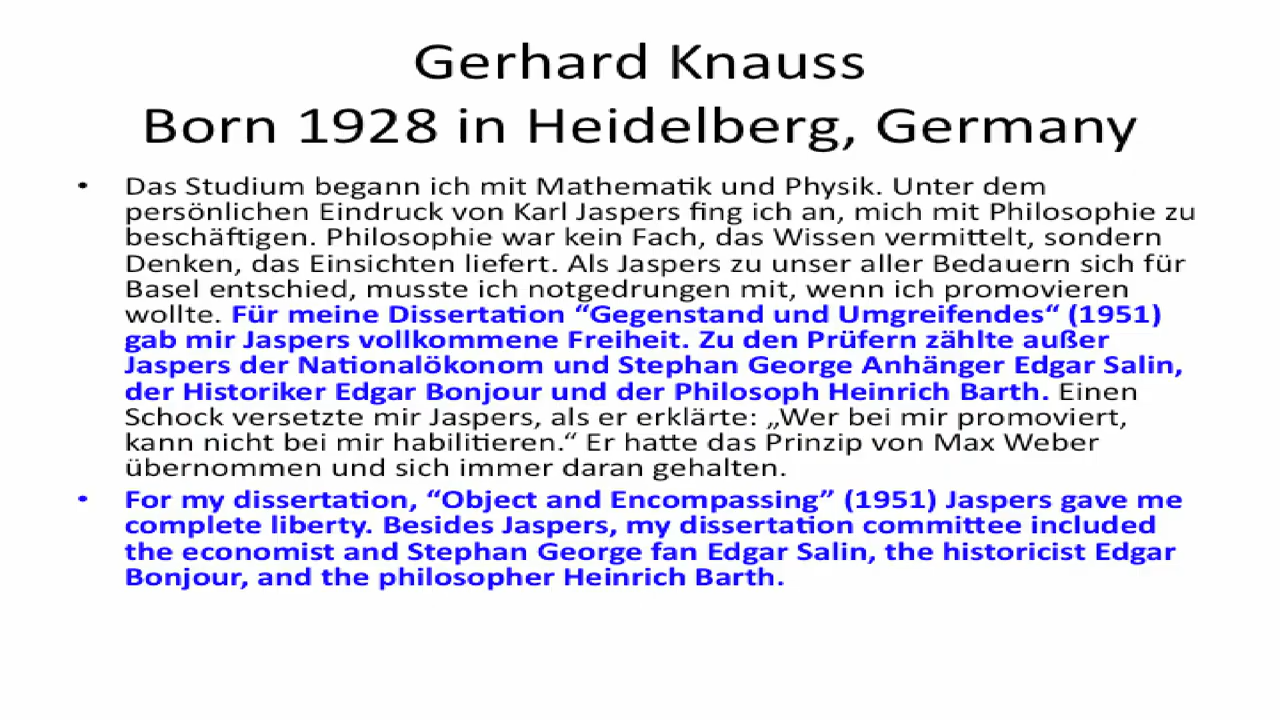 Gerhard Knauss
Born 1928 in Heidelberg, Germany
• Das Studium begann ich mit Mathematik und Physik. Unter dem
persönlichen Eindruck von Karl Jaspers fing ich an, mich mit Philosophie zu
beschäftigen. Philosophie war kein Fach, das Wissen vermittelt, sondern
Denken, das Einsichten liefert. Als Jaspers zu unser aller Bedauern sich für
Basel entschied, musste ich notgedrungen mit, wenn ich promovieren
wollte. Für meine Dissertation “Gegenstand und Umgreifendes“ (1951)
gab mir Jaspers vollkommene Freiheit. Zu den Prüfern zählte außer
Jaspers der Nationalökonom und Stephan George Anhänger Edgar Salin,
der Historiker Edgar Bonjour und der Philosoph Heinrich Barth. Einen
Schock versetzte mir Jaspers, als er erklärte: „Wer bei mir promoviert,
kann nicht bei mir habilitieren.“ Er hatte das Prinzip von Max Weber
übernommen und sich immer daran gehalten.
• For my dissertation, “Object and Encompassing” (1951) Jaspers gave me
complete liberty. Besides Jaspers, my dissertation committee included
the economist and Stephan George fan Edgar Salin, the historicist Edgar
Bonjour, and the philosopher Heinrich Barth.